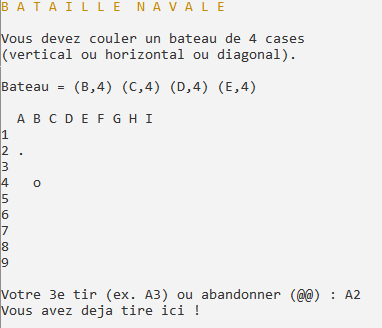 B A T A I L L E  N A V A L E
Vous devez couler un bateau de 4 cases
(vertical ou horizontal ou diagonal).
Bateau = (B,4) (C,4) (D,4) (E,4)
A B C D E F G H I
1
2 .
3
4   o
5
6
7
8
9
Votre 3e tir (ex. A3) ou abandonner (@@) : A2
Vous avez deja tire ici !